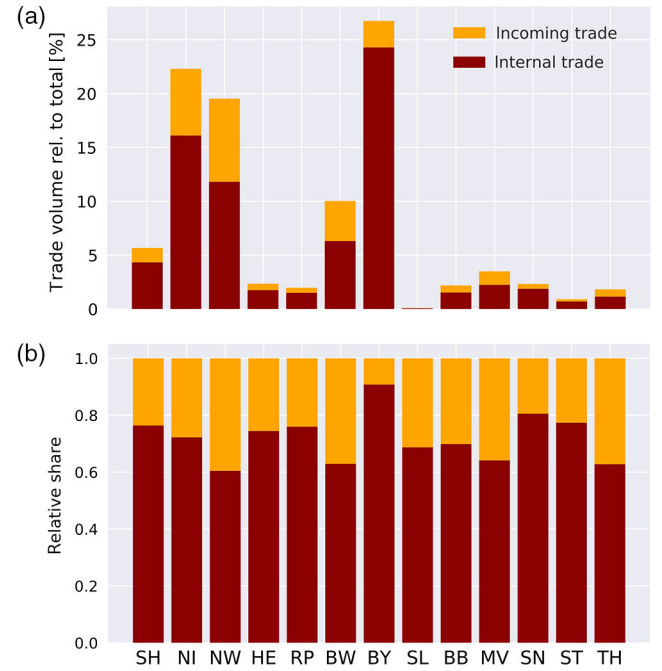 (a)
Trade volume rel. to total [%]
25
20
15
10
5
0
Incoming trade
Internal trade
(b)
Relative share
1.0
0.8
0.6
0.4
0.2
0.0
SH NI NW HE RP BW BY SL BB MV SN ST TH